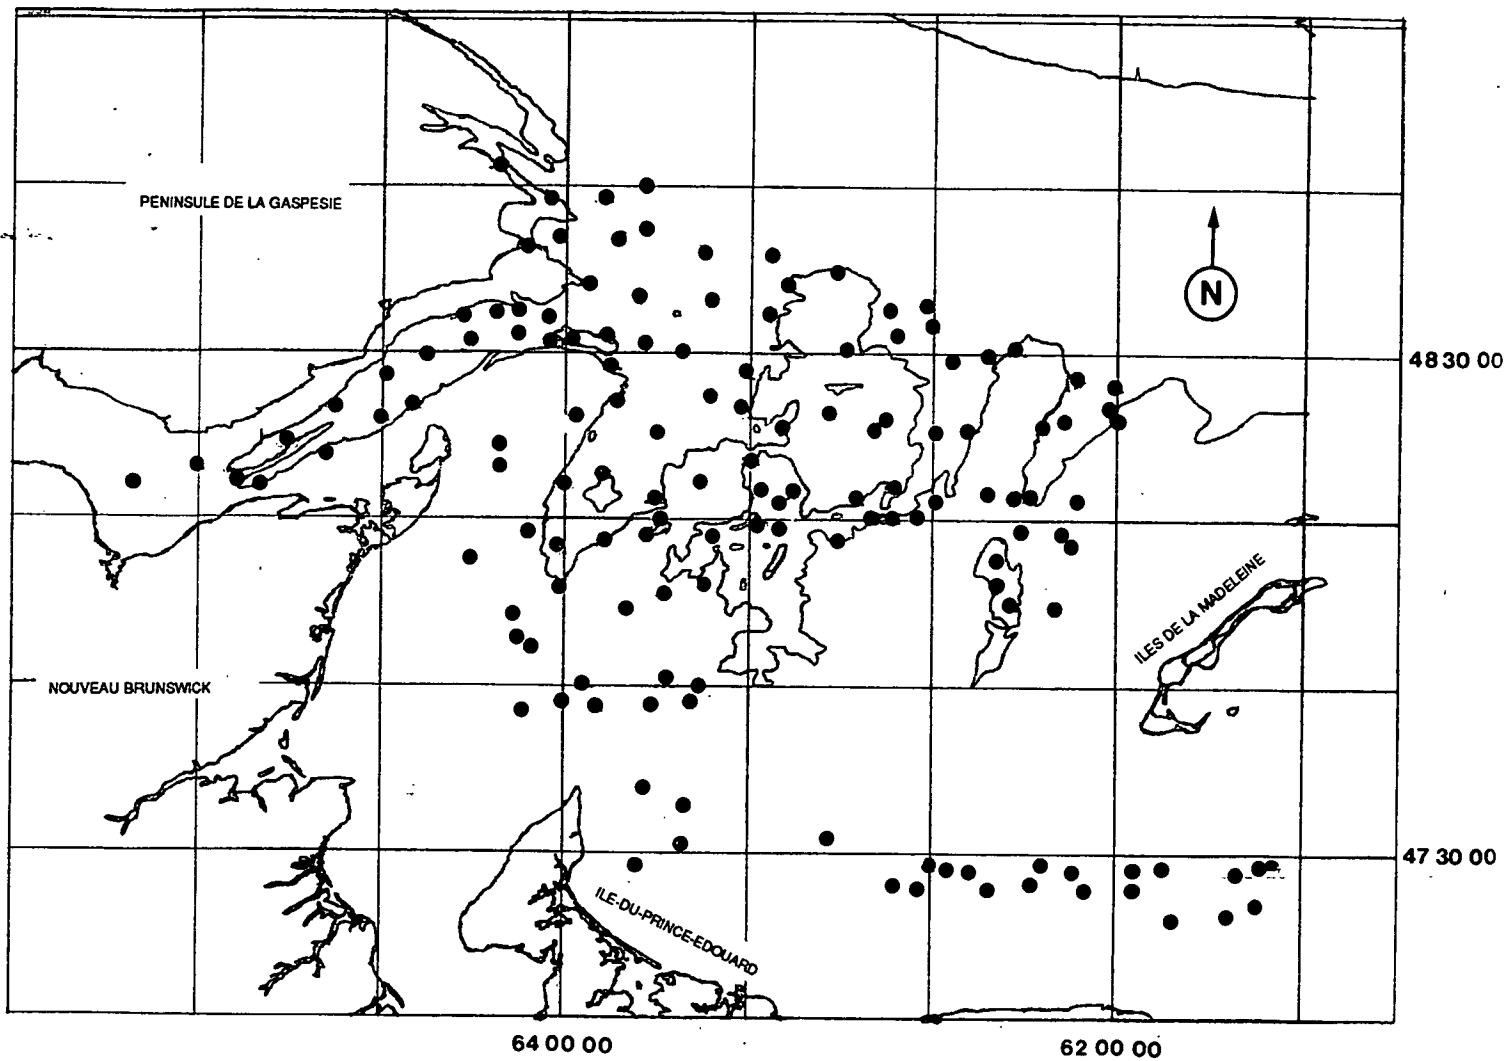 PENINSULE DE LA GASPESIE
N
48 30 00
ILES DE LA MADELEINE
NOUVEAU BRUNSWICK
47 30 00
ILE-DU-PRINCE-EDOUARD
64 00 00
62 00 00